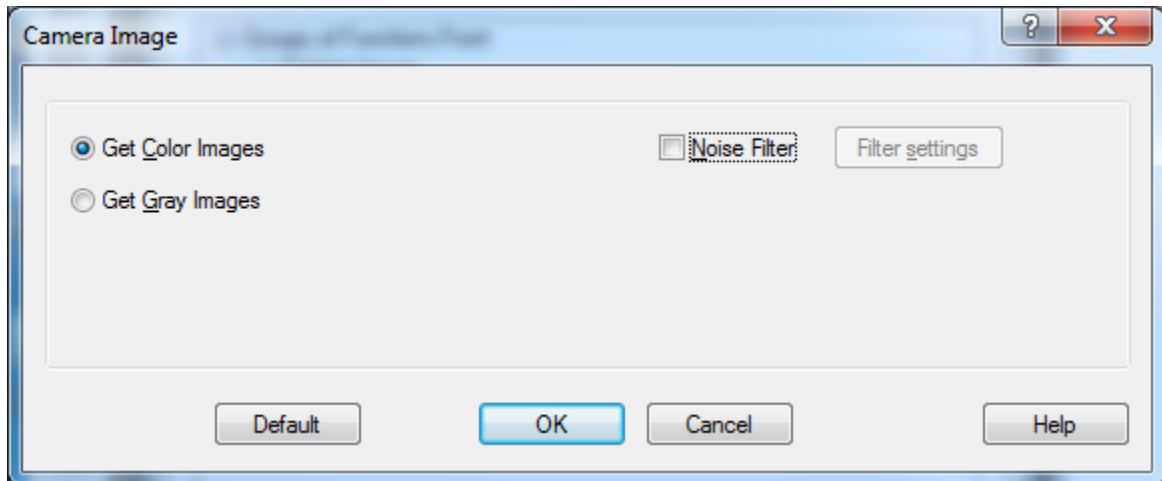 Camera Image
Get Color Images
Noise Filter
Filter settings
Get Gray Images
Default
OK
Cancel
Help